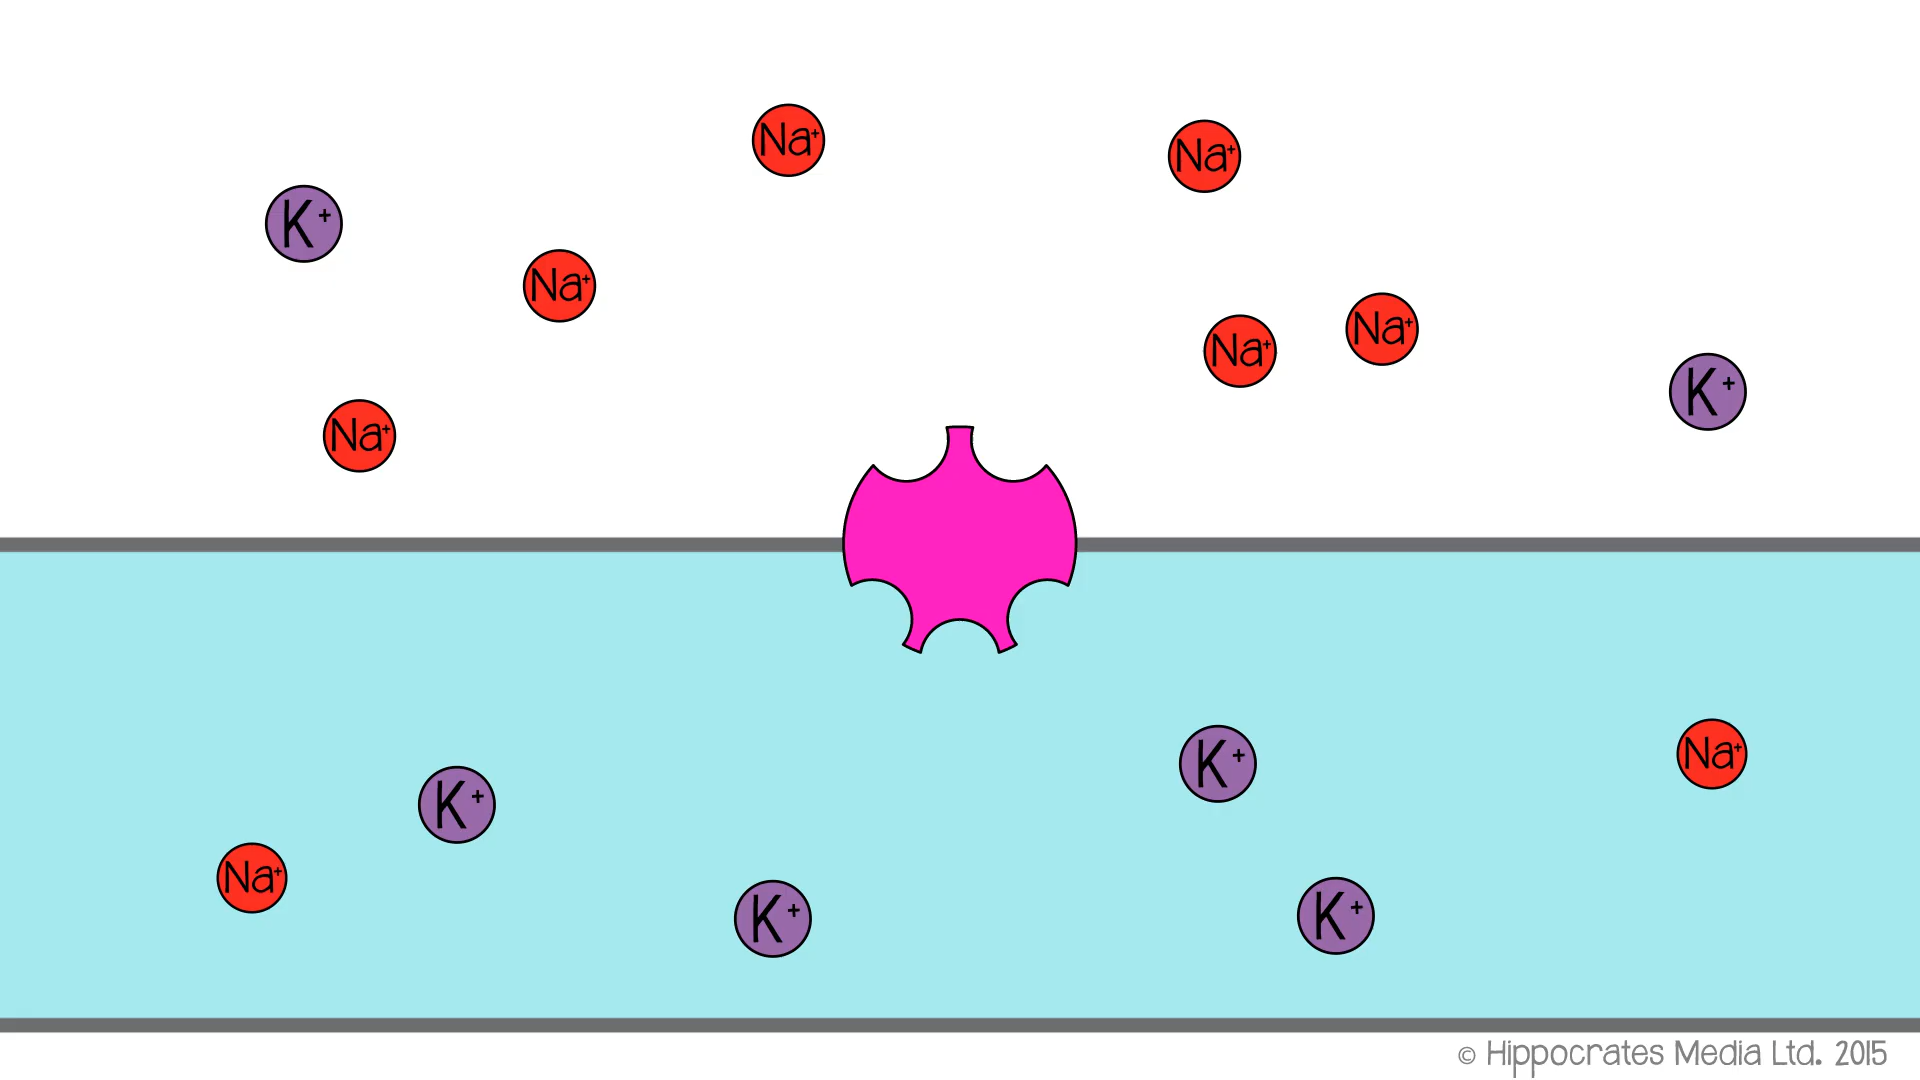 Na⁺
Na⁺
K⁺
Na⁺
Na⁺
Na⁺
K⁺
Na⁺
K⁺
Na⁺
K⁺
Na⁺
K⁺
K⁺
© Hippocrates Media Ltd. 2015